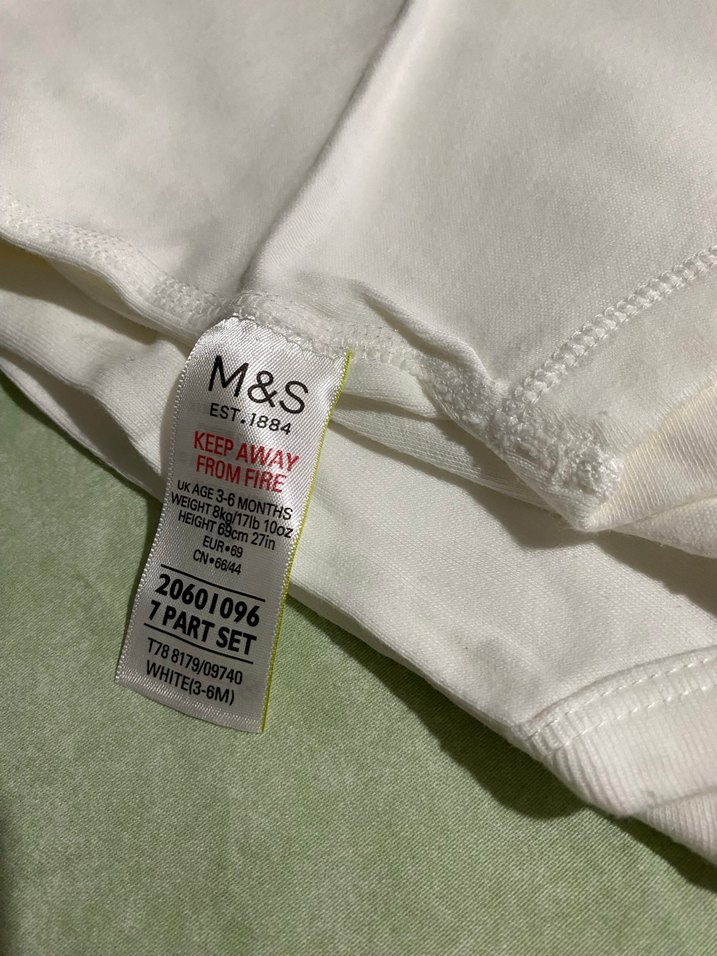 M&S
EST.1884
KEEP AWAY
FROM FIRE
UK AGE 3-6 MONTHS
WEIGHT 8kg/17lb 10oz
HEIGHT 69cm 27in
EUR•69
CN•66/44
20601096
7 PART SET
T78 8179/09740
WHITE(3-6M)